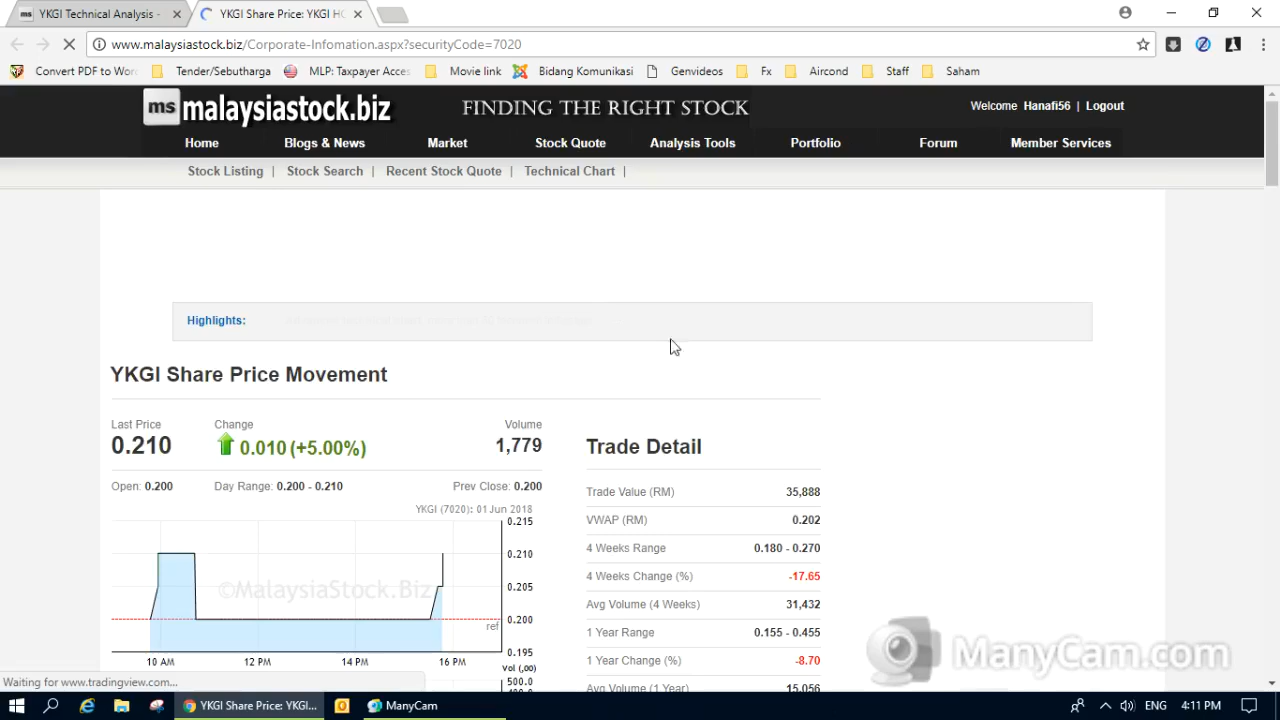 YKGI Technical Analysis -
YKGI Share Price: YKGI HO
www.malaysiastock.biz/Corporate-Infomation.aspx?securityCode=7020
Convert PDF to Word
Tender/Sebutharga
MLP: Taxpayer Acces
Movie link
Bidang Komunikasi
Genvideos
Fx
Aircond
Staff
Saham
ms malaysiastock.biz
FINDING THE RIGHT STOCK
Welcome Hanafi56 | Logout
Home Blogs & News Market Stock Quote Analysis Tools Portfolio Forum Member Services
Stock Listing | Stock Search | Recent Stock Quote | Technical Chart |
Highlights:
YKGI Share Price Movement
Last Price Change Volume
0.210 0.010 (+5.00%) 1,779
Open: 0.200 Day Range: 0.200 - 0.210 Prev Close: 0.200
YKGI (7020): 01 Jun 2018
0.215
0.210
0.205
0.200
0.195
ref
©MalaysiaStock.Biz
10 AM 12 PM 14 PM 16 PM
Vol (,00)
500.0
Trade Detail
Trade Value (RM) 35,888
VWAP (RM) 0.202
4 Weeks Range 0.180 - 0.270
4 Weeks Change (%) -17.65
Avg Volume (4 Weeks) 31,432
1 Year Range 0.155 - 0.455
1 Year Change (%) -8.70
Avg Volume (1 Year) 15,056
ManyCam.com
Waiting for www.tradingview.com...
YKGI Share Price: YKGI...
ManyCam
ENG
4:11 PM